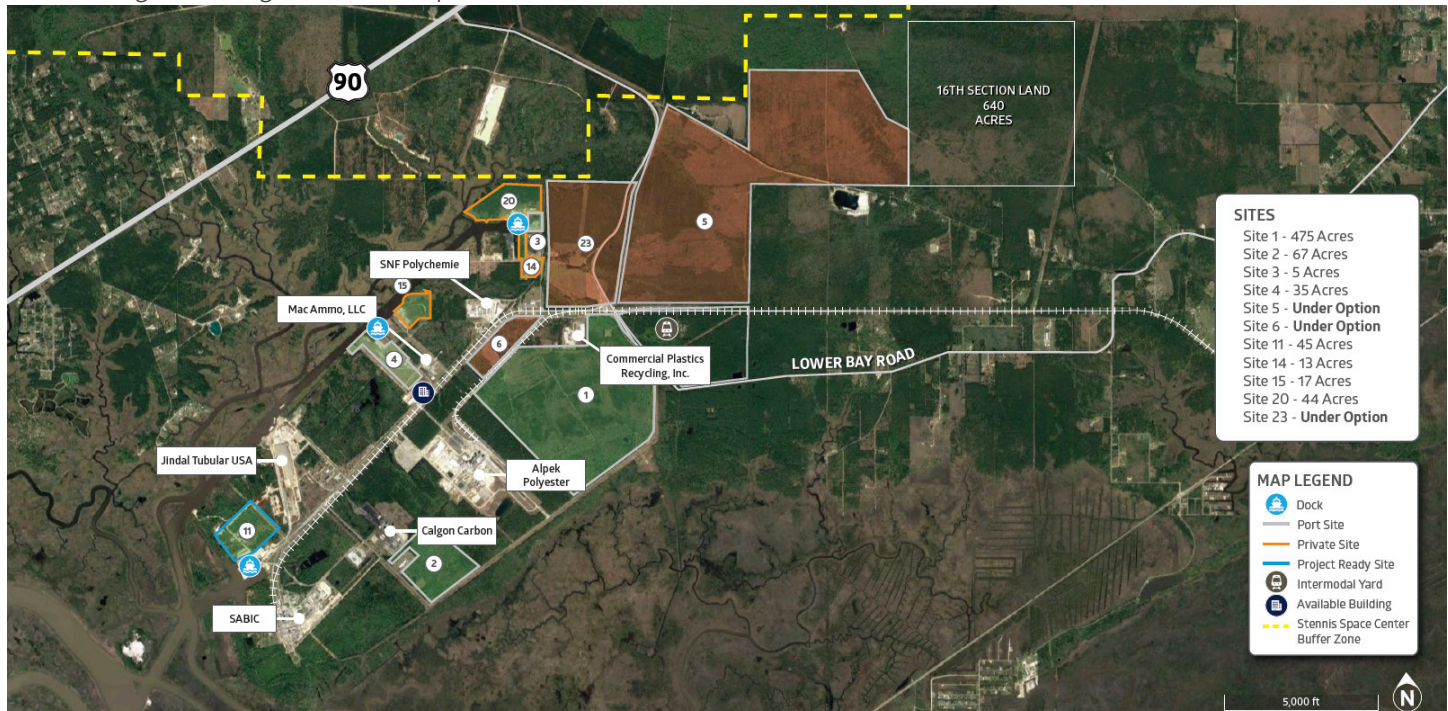 90
16TH SECTION LAND
640
ACRES
20
3
5
23
14
SNF Polychemie
15
Mac Ammo, LLC
6
4
Commercial Plastics
Recycling, Inc.
LOWER BAY ROAD
1
Jindal Tubular USA
Alpek
Polyester
11
Calgon Carbon
2
SABIC
SITES
Site 1 - 475 Acres
Site 2 - 67 Acres
Site 3 - 5 Acres
Site 4 - 35 Acres
Site 5 - Under Option
Site 6 - Under Option
Site 11 - 45 Acres
Site 14 - 13 Acres
Site 15 - 17 Acres
Site 20 - 44 Acres
Site 23 - Under Option
MAP LEGEND
Dock
Port Site
Private Site
Project Ready Site
Intermodal Yard
Available Building
Stennis Space Center
Buffer Zone
5,000 ft
N